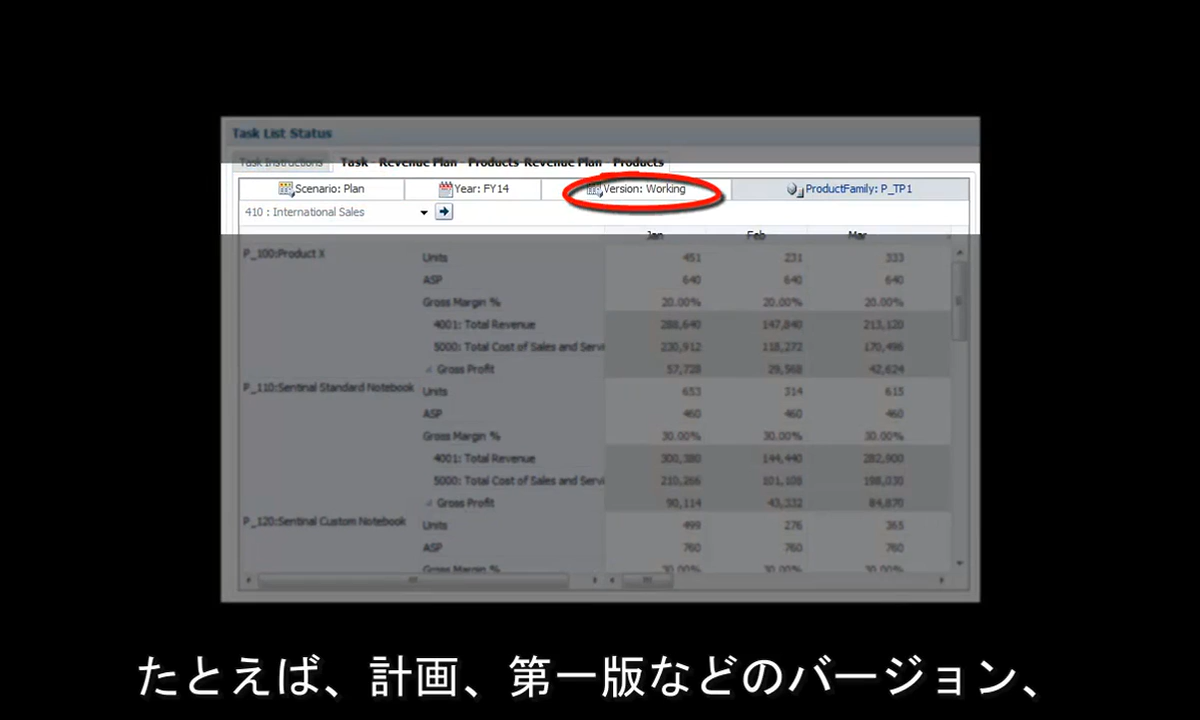 Task List Status
Task Instructions Task - Revenue Plan - Products-Revenue Plan - Products
Scenario: Plan Year: FY14 Version: Working ProductFamily: P_TP1
410 : International Sales
Jan Feb Mar
P_100:Product X Units 451 231 333
ASP 640 640 640
Gross Margin % 20.00% 20.00% 20.00%
4001: Total Revenue 288,640 147,840 213,120
5000: Total Cost of Sales and Servi 230,912 118,272 170,496
Gross Profit 57,728 29,568 42,624
P_110:Sentinal Standard Notebook Units 653 314 615
ASP 460 460 460
Gross Margin % 30.00% 30.00% 30.00%
4001: Total Revenue 300,380 144,440 282,900
5000: Total Cost of Sales and Servi 210,266 101,108 198,030
Gross Profit 90,114 43,332 84,870
P_120:Sentinal Custom Notebook Units 499 276 365
ASP 760 760 760
Gross Margin % 30.00% 30.00% 30.00%
たとえば、計画、第一版などのバージョン、